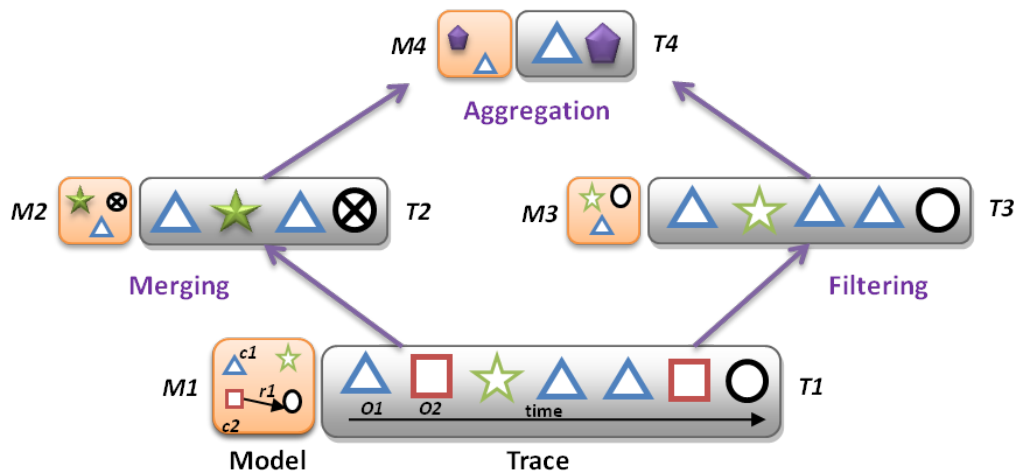 M4 T4
Aggregation
M2 T2 M3 T3
Merging Filtering
M1 c1 r1 c2 O1 O2 time T1
Model Trace